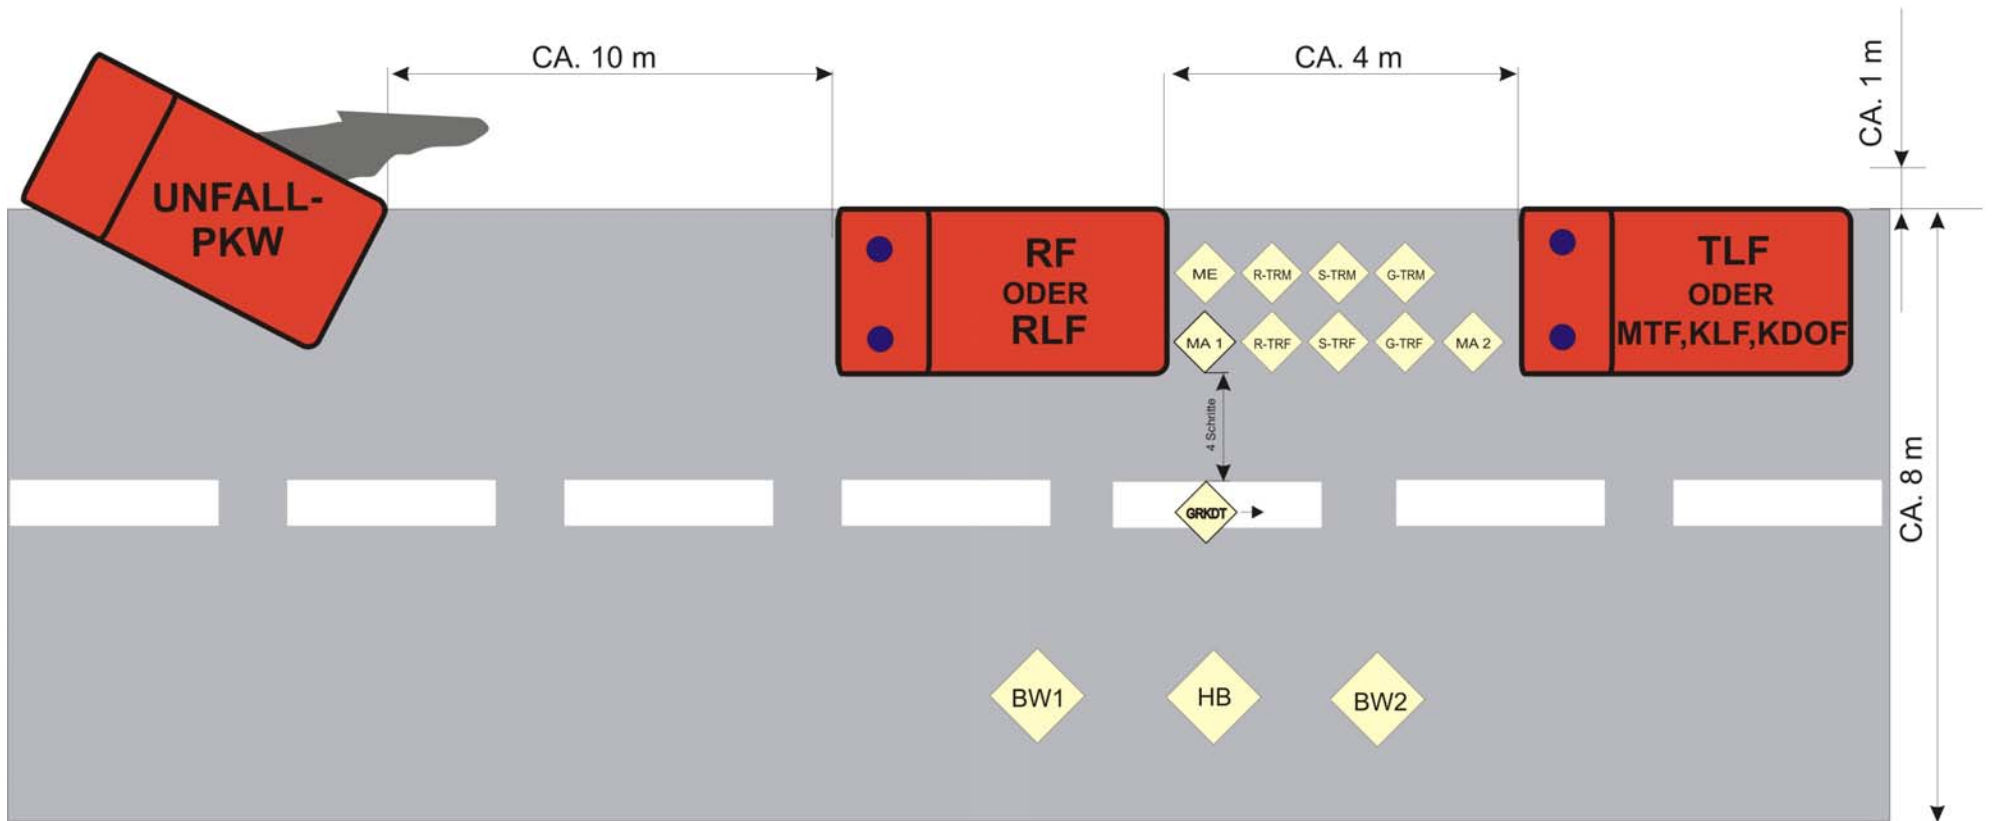 CA. 10 m
CA. 4 m
CA. 1 m
UNFALL-
PKW
RF
ODER
RLF
ME
R-TRM
S-TRM
G-TRM
MA 1
R-TRF
S-TRF
G-TRF
MA 2
TLF
ODER
MTF,KLF,KDOF
4 Schritte
GRKDT
CA. 8 m
BW1
HB
BW2